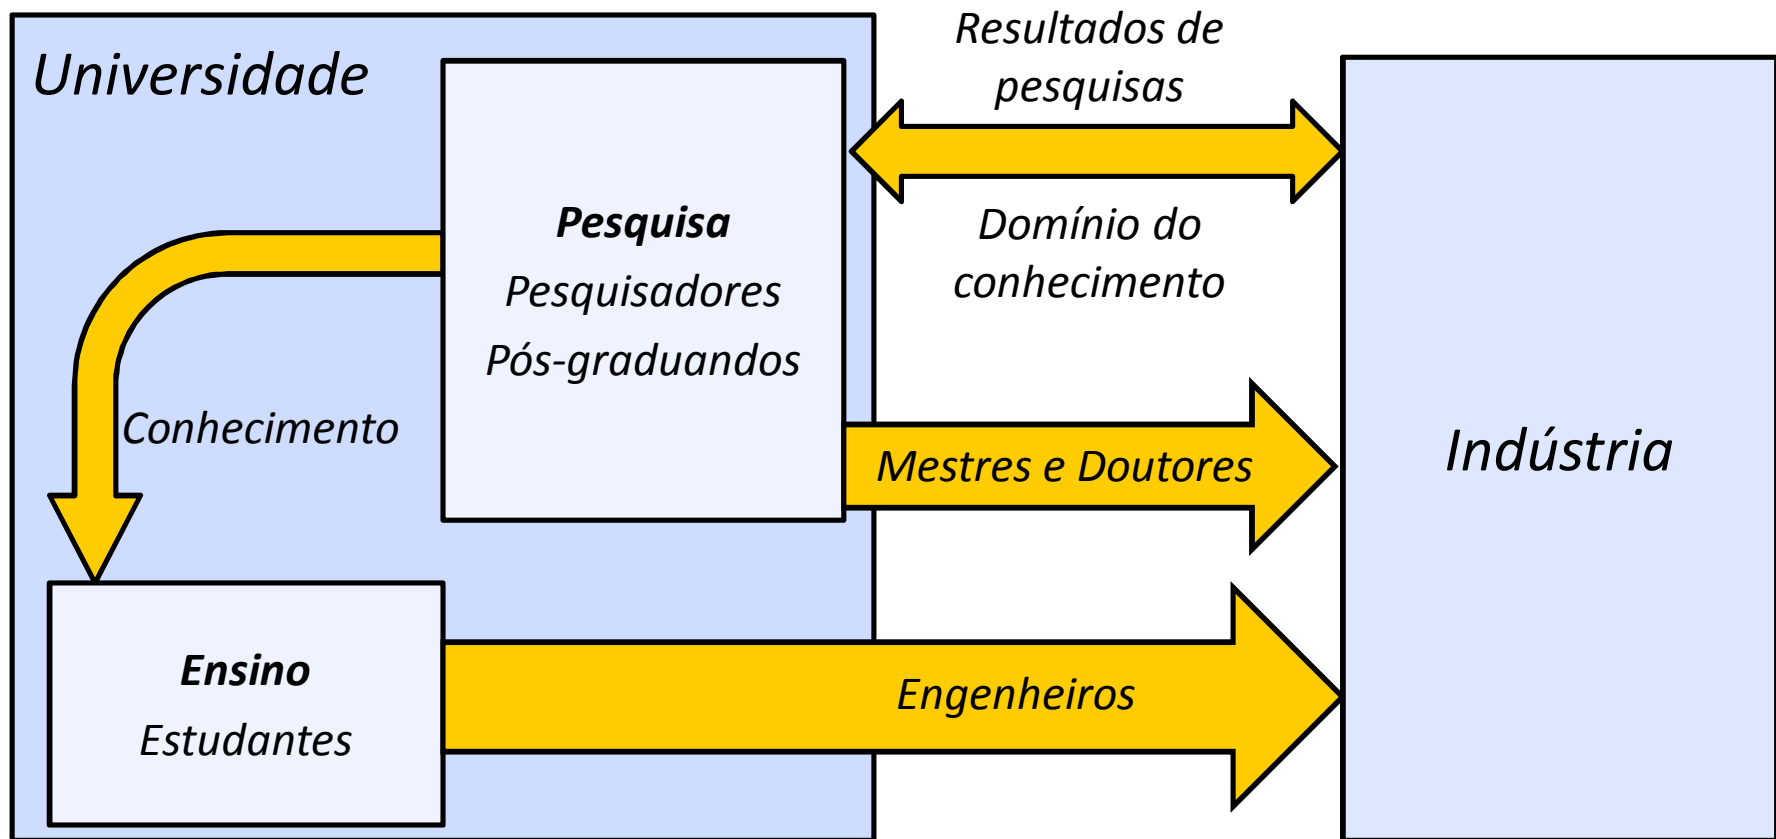 Universidade
Pesquisa
Pesquisadores
Pós-graduandos
Conhecimento
Ensino
Estudantes
Resultados de
pesquisas
Domínio do
conhecimento
Mestres e Doutores
Engenheiros
Indústria